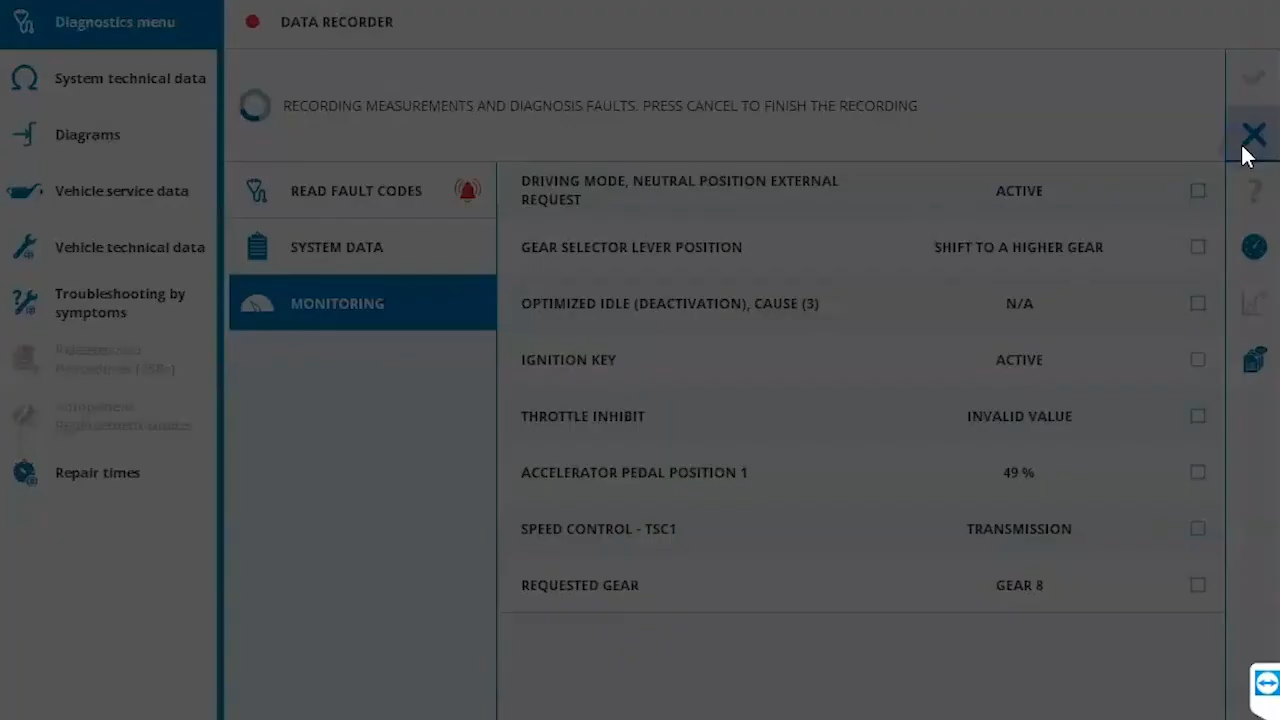 Diagnostics menu
DATA RECORDER
System technical data
Diagrams
Vehicle service data
Vehicle technical data
Troubleshooting by
symptoms
Repair times
RECORDING MEASUREMENTS AND DIAGNOSIS FAULTS. PRESS CANCEL TO FINISH THE RECORDING
READ FAULT CODES
SYSTEM DATA
MONITORING
DRIVING MODE, NEUTRAL POSITION EXTERNAL
REQUEST
ACTIVE
GEAR SELECTOR LEVER POSITION
SHIFT TO A HIGHER GEAR
OPTIMIZED IDLE (DEACTIVATION), CAUSE (3)
N/A
IGNITION KEY
ACTIVE
THROTTLE INHIBIT
INVALID VALUE
ACCELERATOR PEDAL POSITION 1
49 %
SPEED CONTROL - TSC1
TRANSMISSION
REQUESTED GEAR
GEAR 8